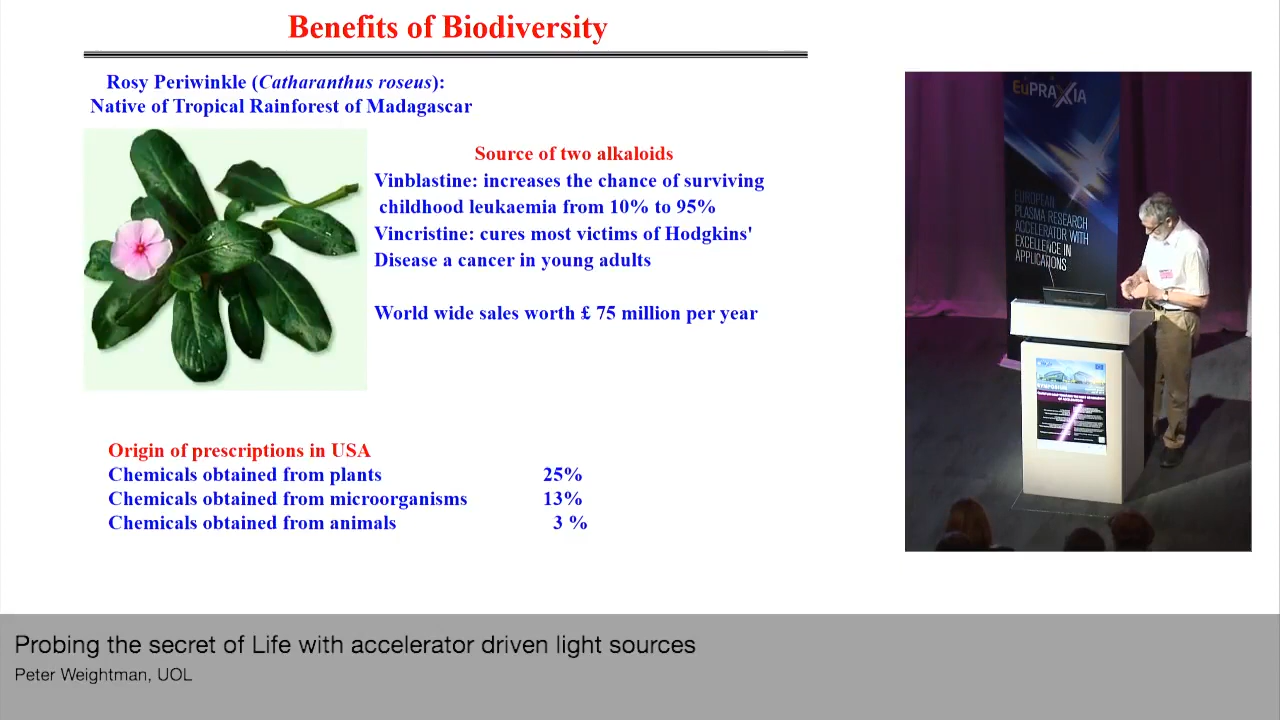 Benefits of Biodiversity
Rosy Periwinkle (Catharanthus roseus):
Native of Tropical Rainforest of Madagascar
Source of two alkaloids
Vinblastine: increases the chance of surviving
childhood leukaemia from 10% to 95%
Vincristine: cures most victims of Hodgkins'
Disease a cancer in young adults
World wide sales worth £ 75 million per year
Origin of prescriptions in USA
Chemicals obtained from plants 25%
Chemicals obtained from microorganisms 13%
Chemicals obtained from animals 3 %
EuPRAXIA
EUROPEAN
PLASMA RESEARCH
ACCELERATOR WITH
EXCELLENCE IN
APPLICATIONS
SYMPOSIUM
Probing the secret of Life with accelerator driven light sources
Peter Weightman, UOL